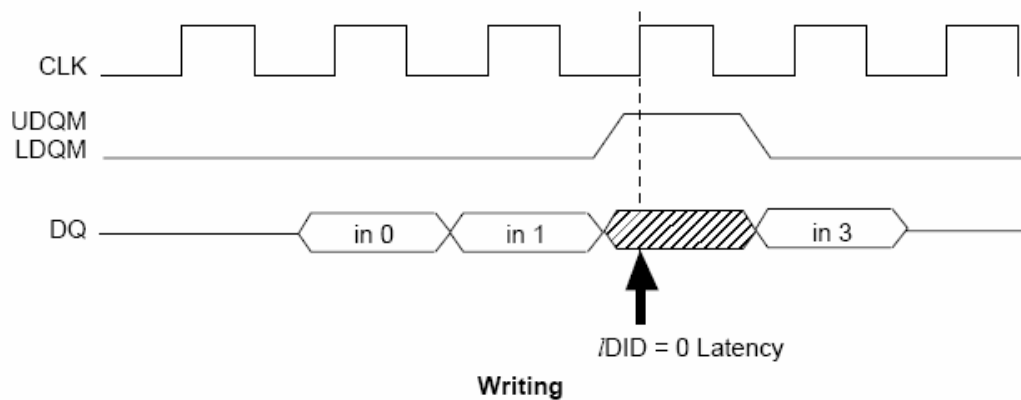 CLK
UDQM
LDQM
DQ
in 0
in 1
in 3
lDID = 0 Latency
Writing